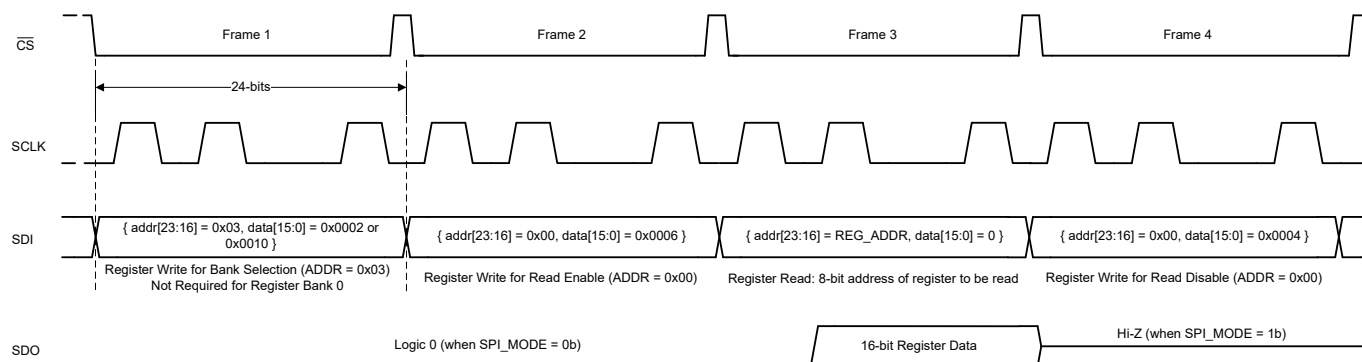 CS
Frame 1
Frame 2
Frame 3
Frame 4
24-bits
SCLK
SDI
{ addr[23:16] = 0x03, data[15:0] = 0x0002 or
0x0010 }
{ addr[23:16] = 0x00, data[15:0] = 0x0006 }
{ addr[23:16] = REG_ADDR, data[15:0] = 0 }
{ addr[23:16] = 0x00, data[15:0] = 0x0004 }
Register Write for Bank Selection (ADDR = 0x03)
Not Required for Register Bank 0
Register Write for Read Enable (ADDR = 0x00)
Register Read: 8-bit address of register to be read
Register Write for Read Disable (ADDR = 0x00)
SDO
Logic 0 (when SPI_MODE = 0b)
16-bit Register Data
Hi-Z (when SPI_MODE = 1b)